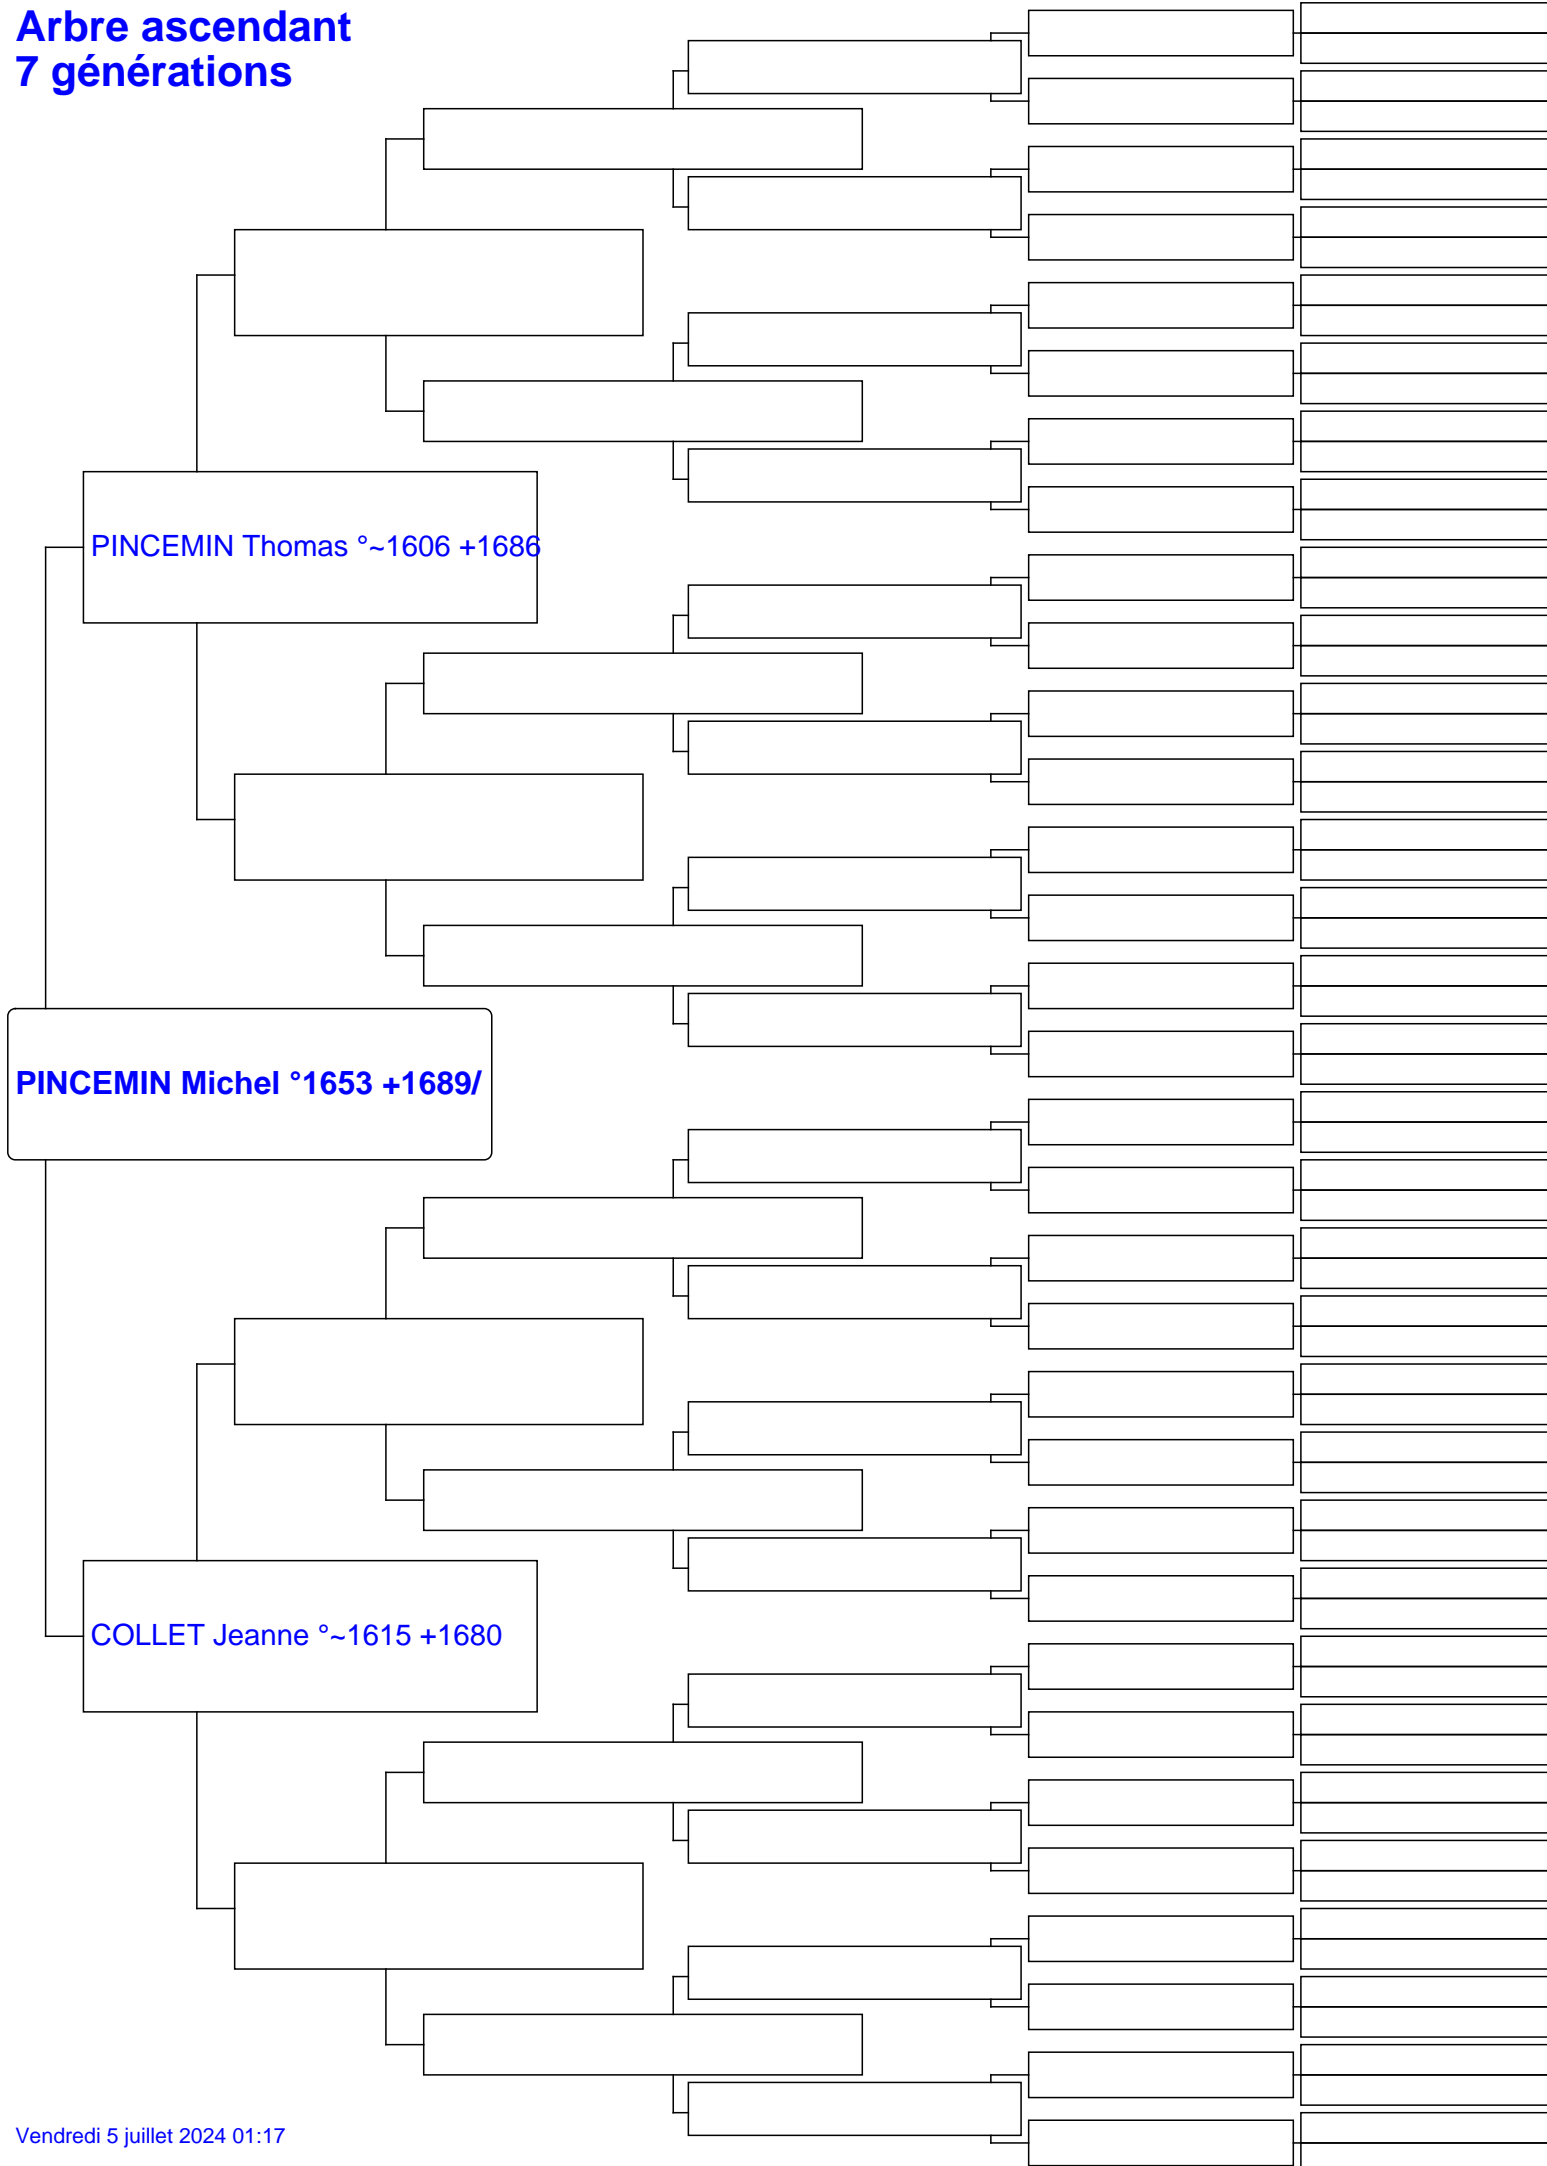 Arbre ascendant
7 générations
PINCEMIN Thomas °~1606 +1686
PINCEMIN Michel °1653 +1689/
COLLET Jeanne °~1615 +1680
Vendredi 5 juillet 2024 01:17